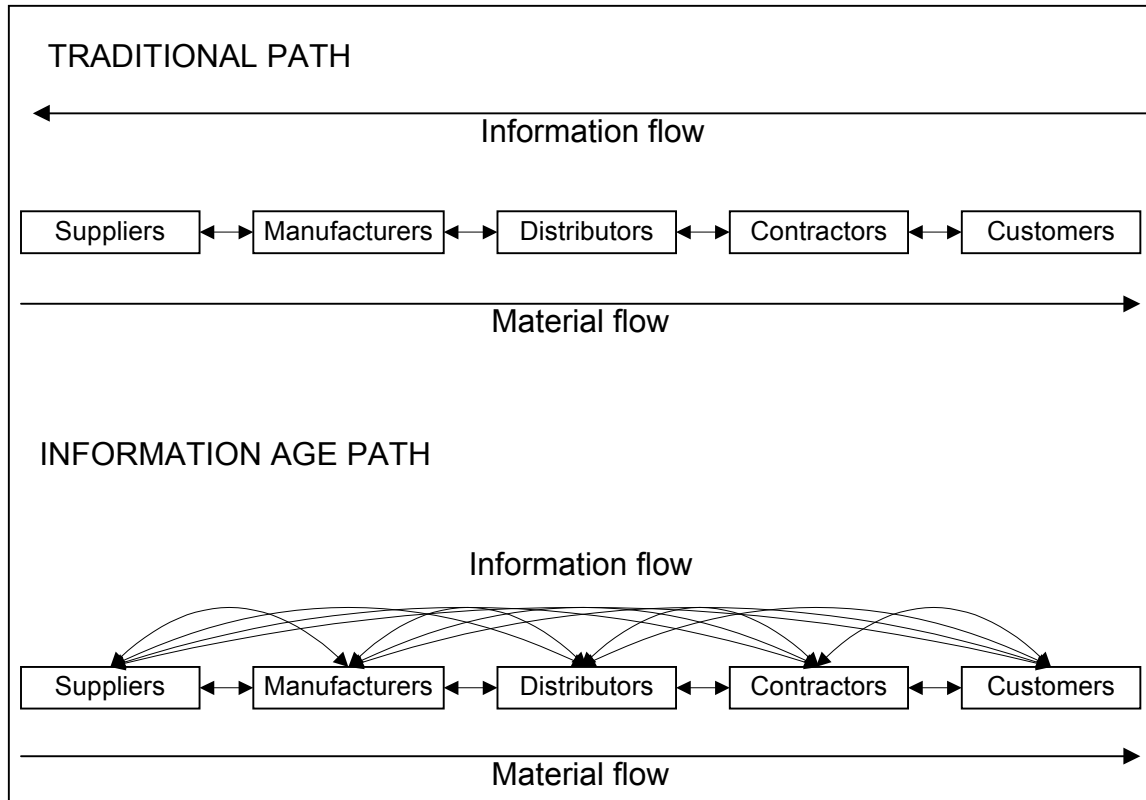 TRADITIONAL PATH
Information flow
Suppliers Manufacturers Distributors Contractors Customers
Material flow
INFORMATION AGE PATH
Information flow
Suppliers Manufacturers Distributors Contractors Customers
Material flow